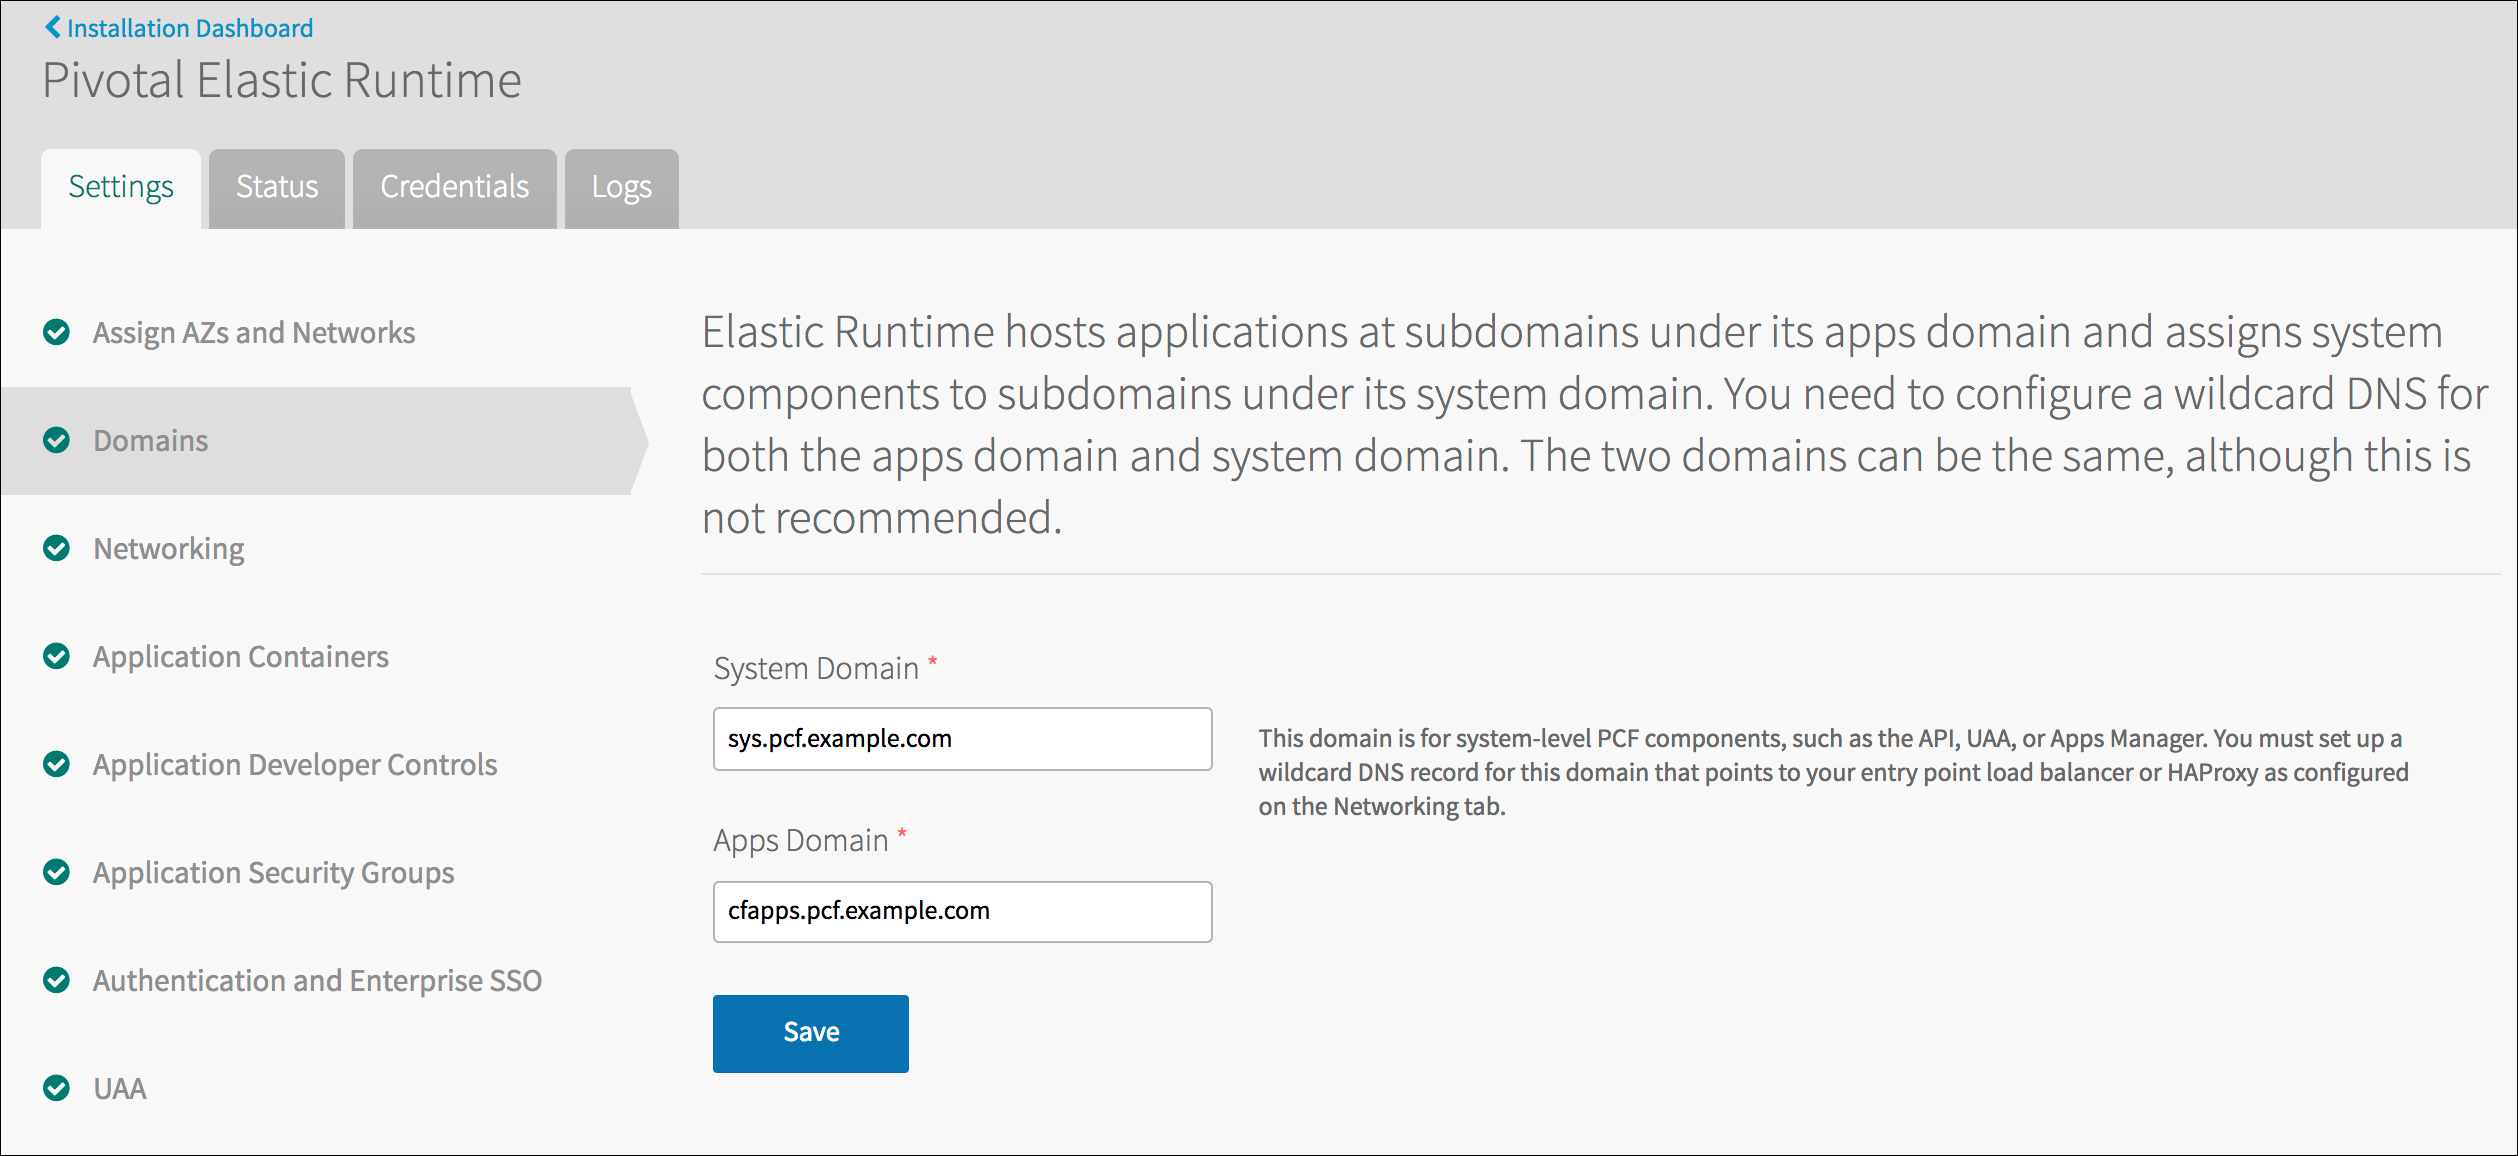 Installation Dashboard
Pivotal Elastic Runtime
Settings
Status
Credentials
Logs
Assign AZs and Networks
Domains
Networking
Application Containers
Application Developer Controls
Application Security Groups
Authentication and Enterprise SSO
UAA
Elastic Runtime hosts applications at subdomains under its apps domain and assigns system
components to subdomains under its system domain. You need to configure a wildcard DNS for
both the apps domain and system domain. The two domains can be the same, although this is
not recommended.
System Domain *
sys.pcf.example.com
This domain is for system-level PCF components, such as the API, UAA, or Apps Manager. You must set up a
wildcard DNS record for this domain that points to your entry point load balancer or HAProxy as configured
on the Networking tab.
Apps Domain *
cfapps.pcf.example.com
Save